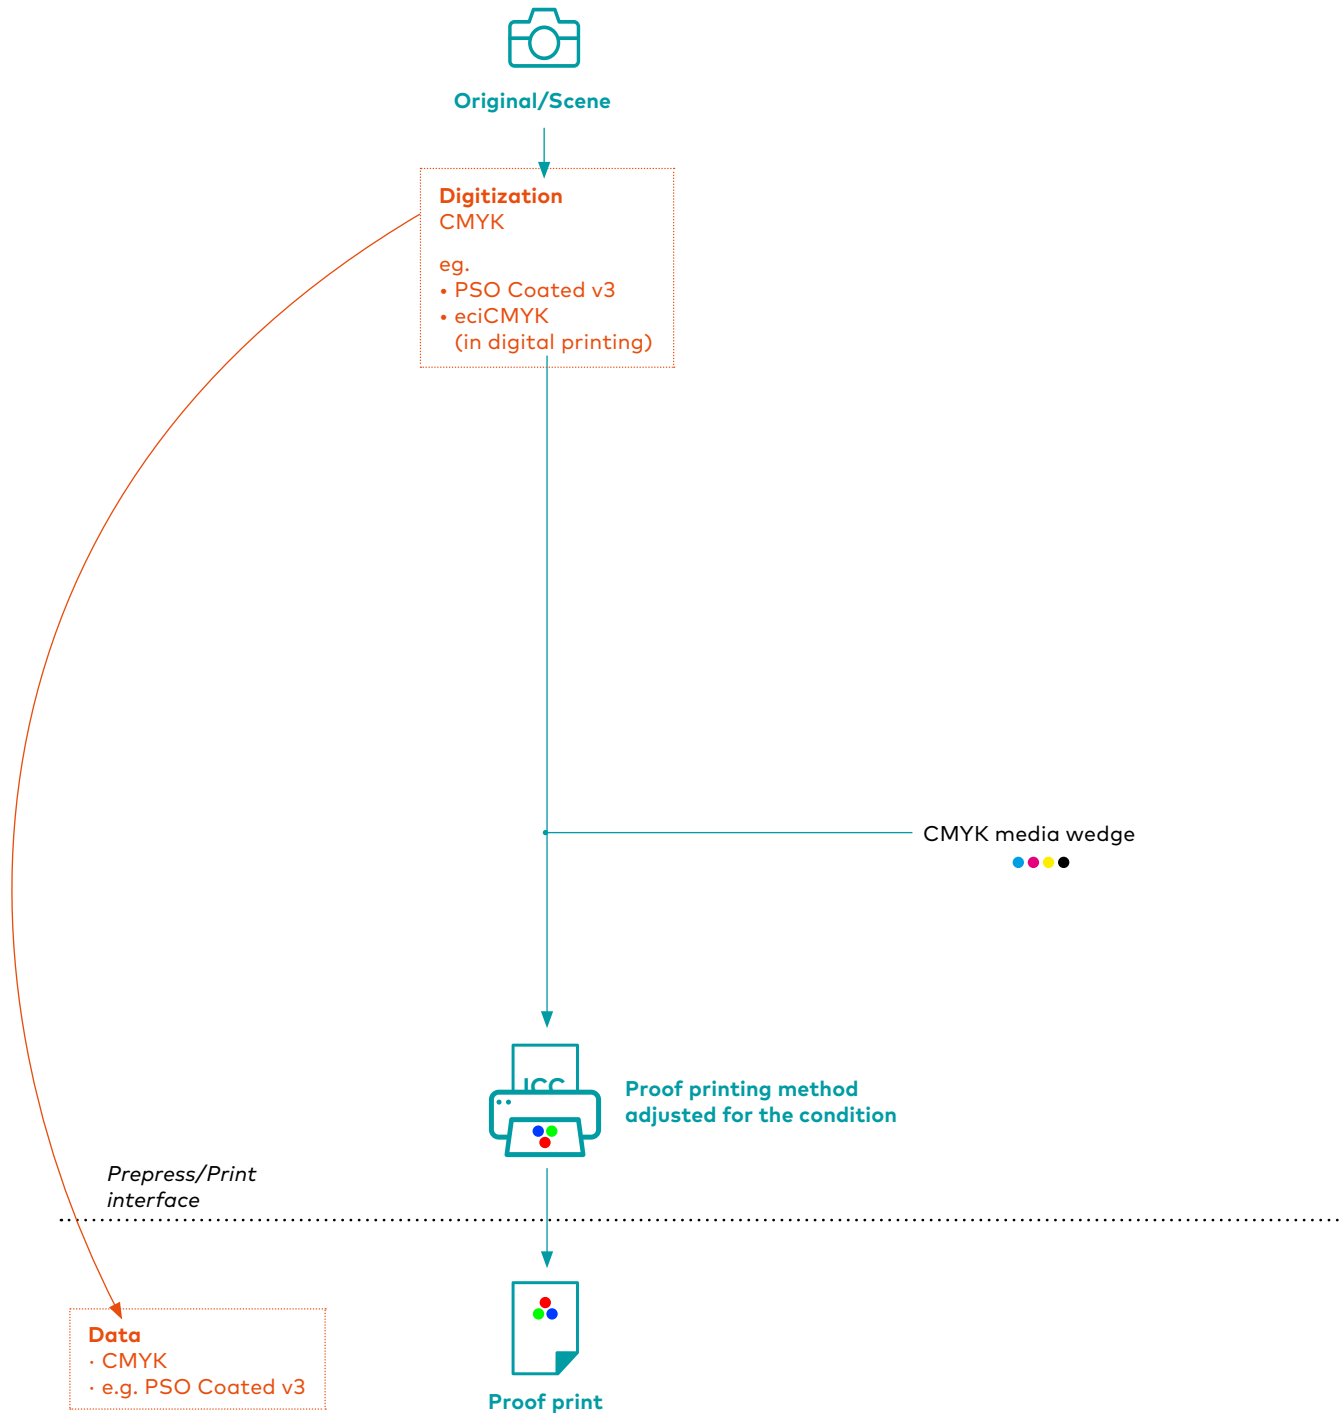 Original/Scene
Digitization
CMYK
eg.
• PSO Coated v3
• eciCMYK
(in digital printing)
CMYK media wedge
ICC
Proof printing method
adjusted for the condition
Prepress/Print
interface
Data
· CMYK
· e.g. PSO Coated v3
Proof print